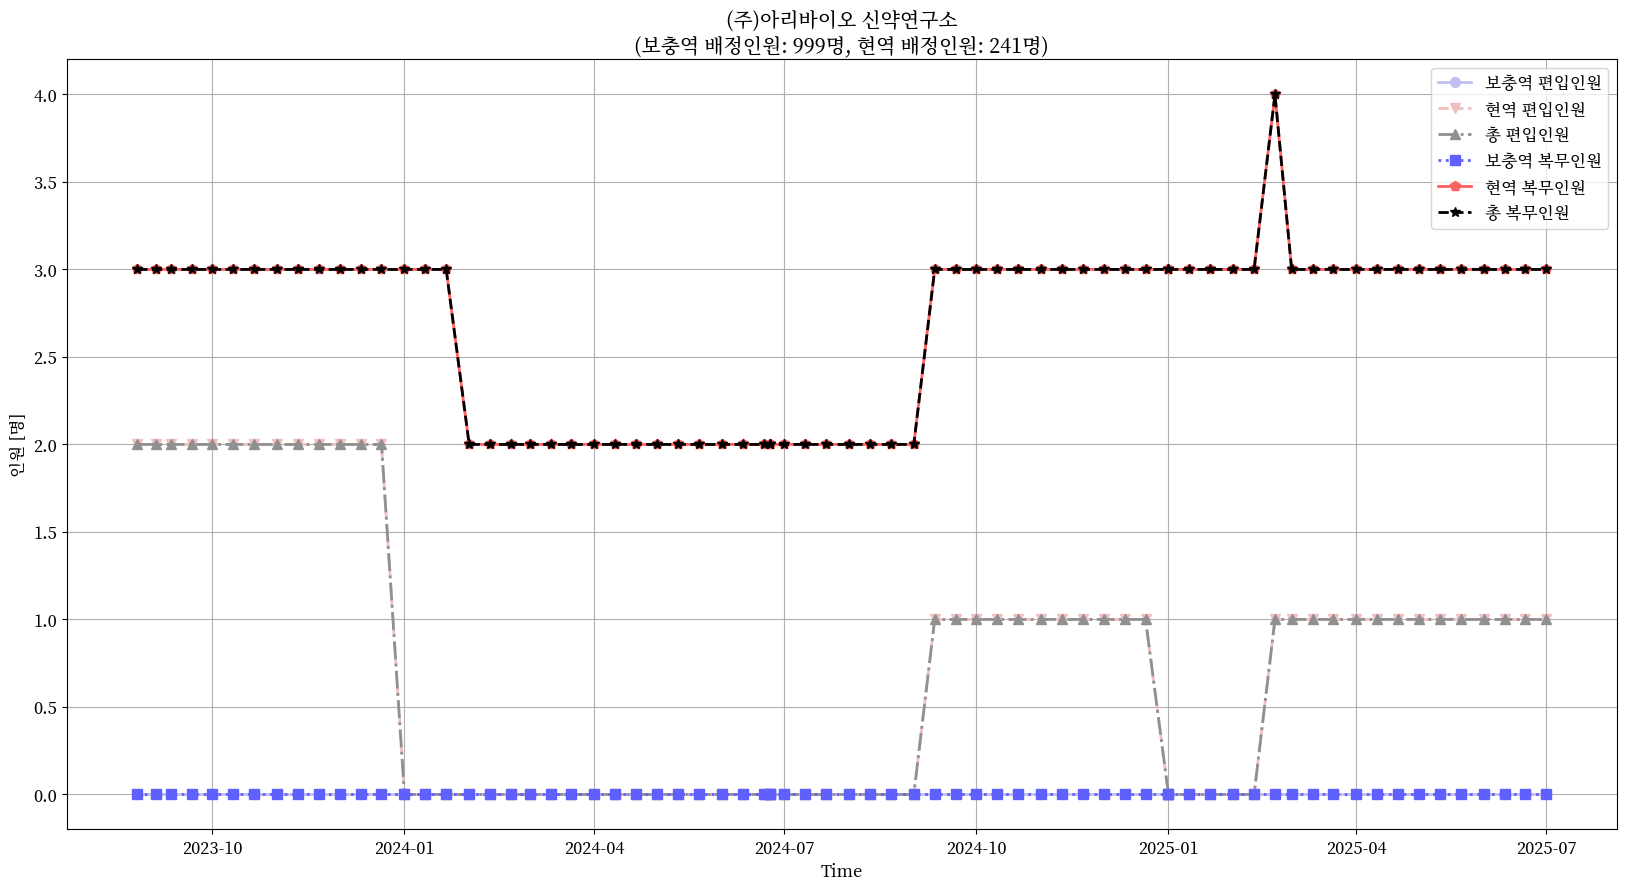 (주)아리바이오 신약연구소
(보충역 배정인원: 999명, 현역 배정인원: 241명)
보충역 편입인원
현역 편입인원
총 편입인원
보충역 복무인원
현역 복무인원
총 복무인원
4.0
3.5
3.0
2.5
2.0
1.5
1.0
0.5
0.0
인원 [명]
2023-10 2024-01 2024-04 2024-07 2024-10 2025-01 2025-04 2025-07
Time